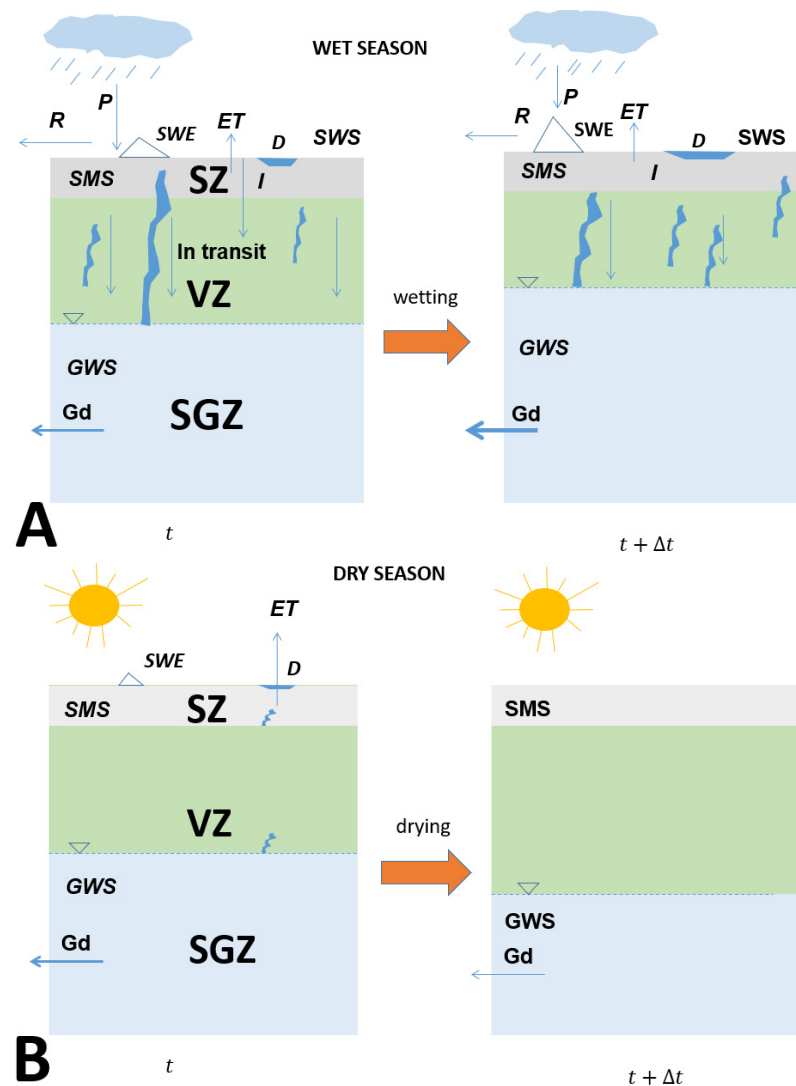 WET SEASON
P
R
SWE
ET
D
SWS
SMS
SZ
I
In transit
VZ
GWS
SGZ
Gd
A
t
wetting
P
R
SWE
ET
D
SWS
SMS
I
GWS
Gd
t + Δt
DRY SEASON
ET
SWE
D
SMS
SZ
VZ
GWS
SGZ
Gd
B
t
drying
SMS
GWS
Gd
t + Δt